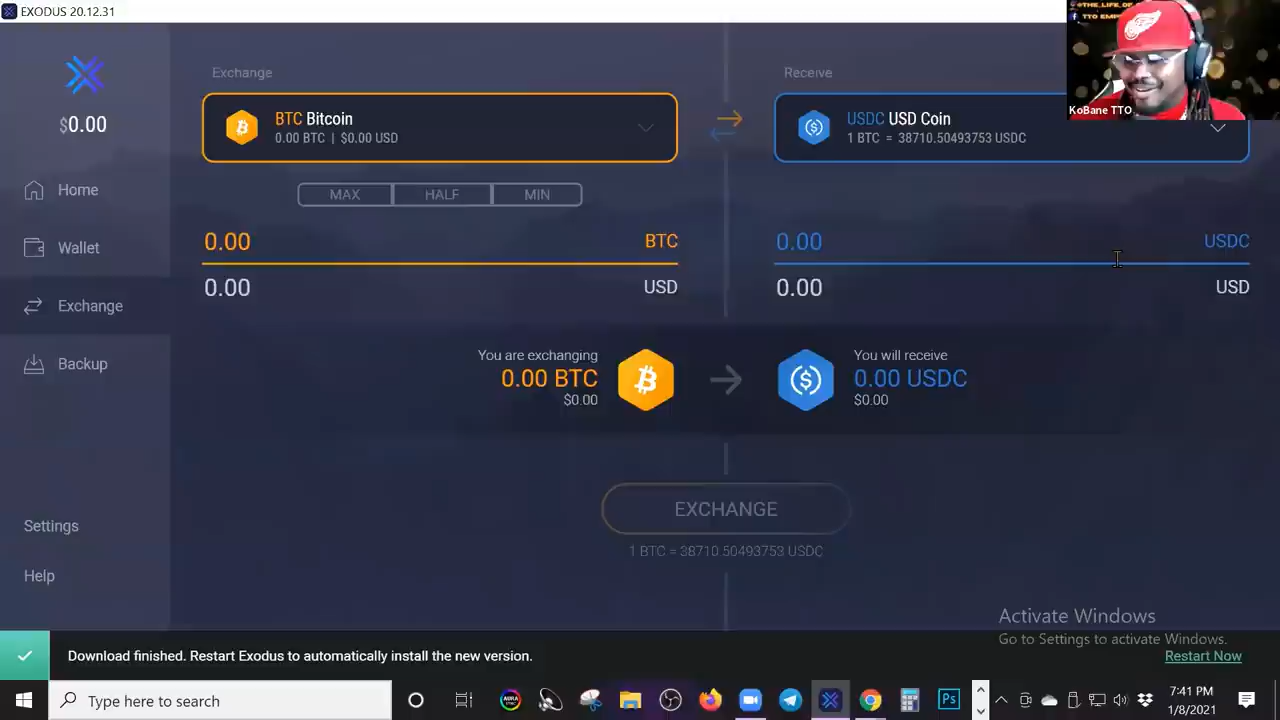 EXODUS 20.12.31
@THE_LIFE_OF
TTO EMP
KoBane TTO
$0.00
Home
Wallet
Exchange
Backup
Settings
Help
Exchange
BTC Bitcoin
0.00 BTC | $0.00 USD
MAX HALF MIN
0.00 BTC
0.00 USD
Receive
USDC USD Coin
1 BTC = 38710.50493753 USDC
0.00 USDC
0.00 USD
You are exchanging
0.00 BTC
$0.00
You will receive
0.00 USDC
$0.00
EXCHANGE
1 BTC = 38710.50493753 USDC
Activate Windows
Go to Settings to activate Windows.
Download finished. Restart Exodus to automatically install the new version.
Restart Now
Type here to search
Ps
7:41 PM
1/8/2021